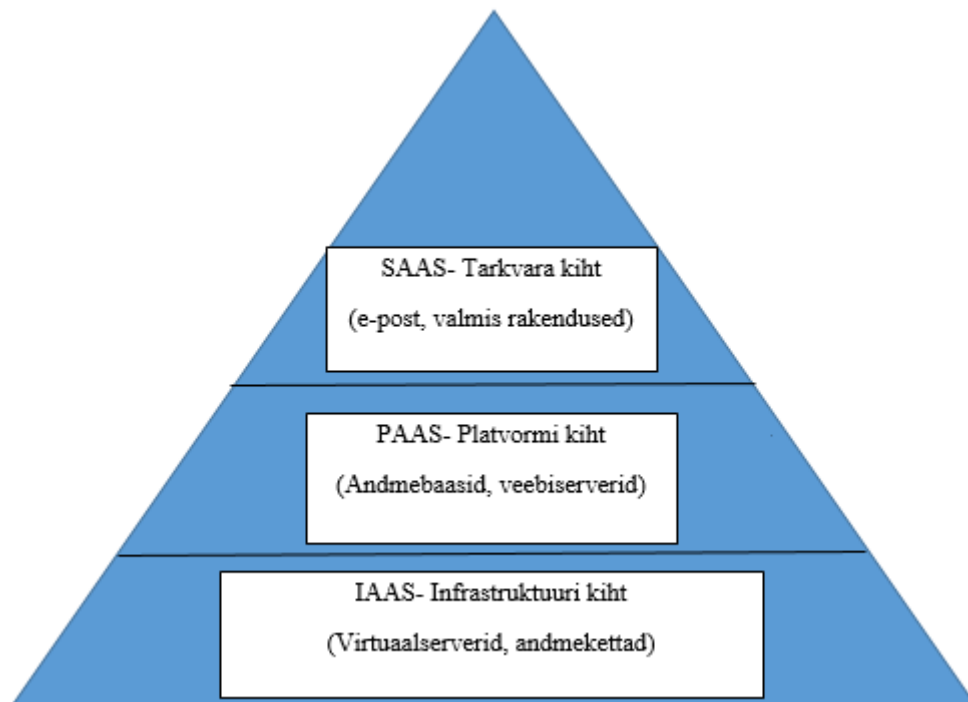 SAAS- Tarkvara kiht
(e-post, valmis rakendused)
PAAS- Platvormi kiht
(Andmebaasid, veebiserverid)
IAAS- Infrastruktuuri kiht
(Virtuaalserverid, andmekettad)